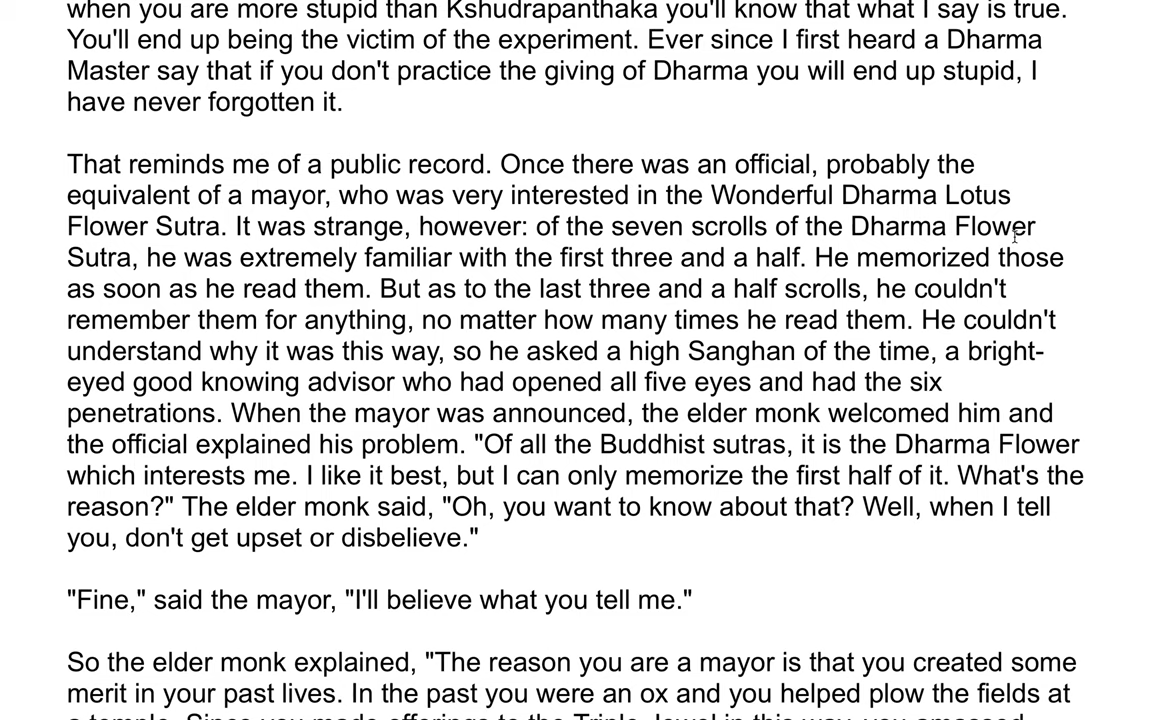 when you are more stupid than Kshudrapanthaka you'll know that what I say is true.
You'll end up being the victim of the experiment. Ever since I first heard a Dharma
Master say that if you don't practice the giving of Dharma you will end up stupid, I
have never forgotten it.
That reminds me of a public record. Once there was an official, probably the
equivalent of a mayor, who was very interested in the Wonderful Dharma Lotus
Flower Sutra. It was strange, however: of the seven scrolls of the Dharma Flower
Sutra, he was extremely familiar with the first three and a half. He memorized those
as soon as he read them. But as to the last three and a half scrolls, he couldn't
remember them for anything, no matter how many times he read them. He couldn't
understand why it was this way, so he asked a high Sanghan of the time, a bright-
eyed good knowing advisor who had opened all five eyes and had the six
penetrations. When the mayor was announced, the elder monk welcomed him and
the official explained his problem. "Of all the Buddhist sutras, it is the Dharma Flower
which interests me. I like it best, but I can only memorize the first half of it. What's the
reason?" The elder monk said, "Oh, you want to know about that? Well, when I tell
you, don't get upset or disbelieve."
"Fine," said the mayor, "I'll believe what you tell me."
So the elder monk explained, "The reason you are a mayor is that you created some
merit in your past lives. In the past you were an ox and you helped plow the fields at
a temple. Since you made offerings to the Triple Jewel in this way, you amassed